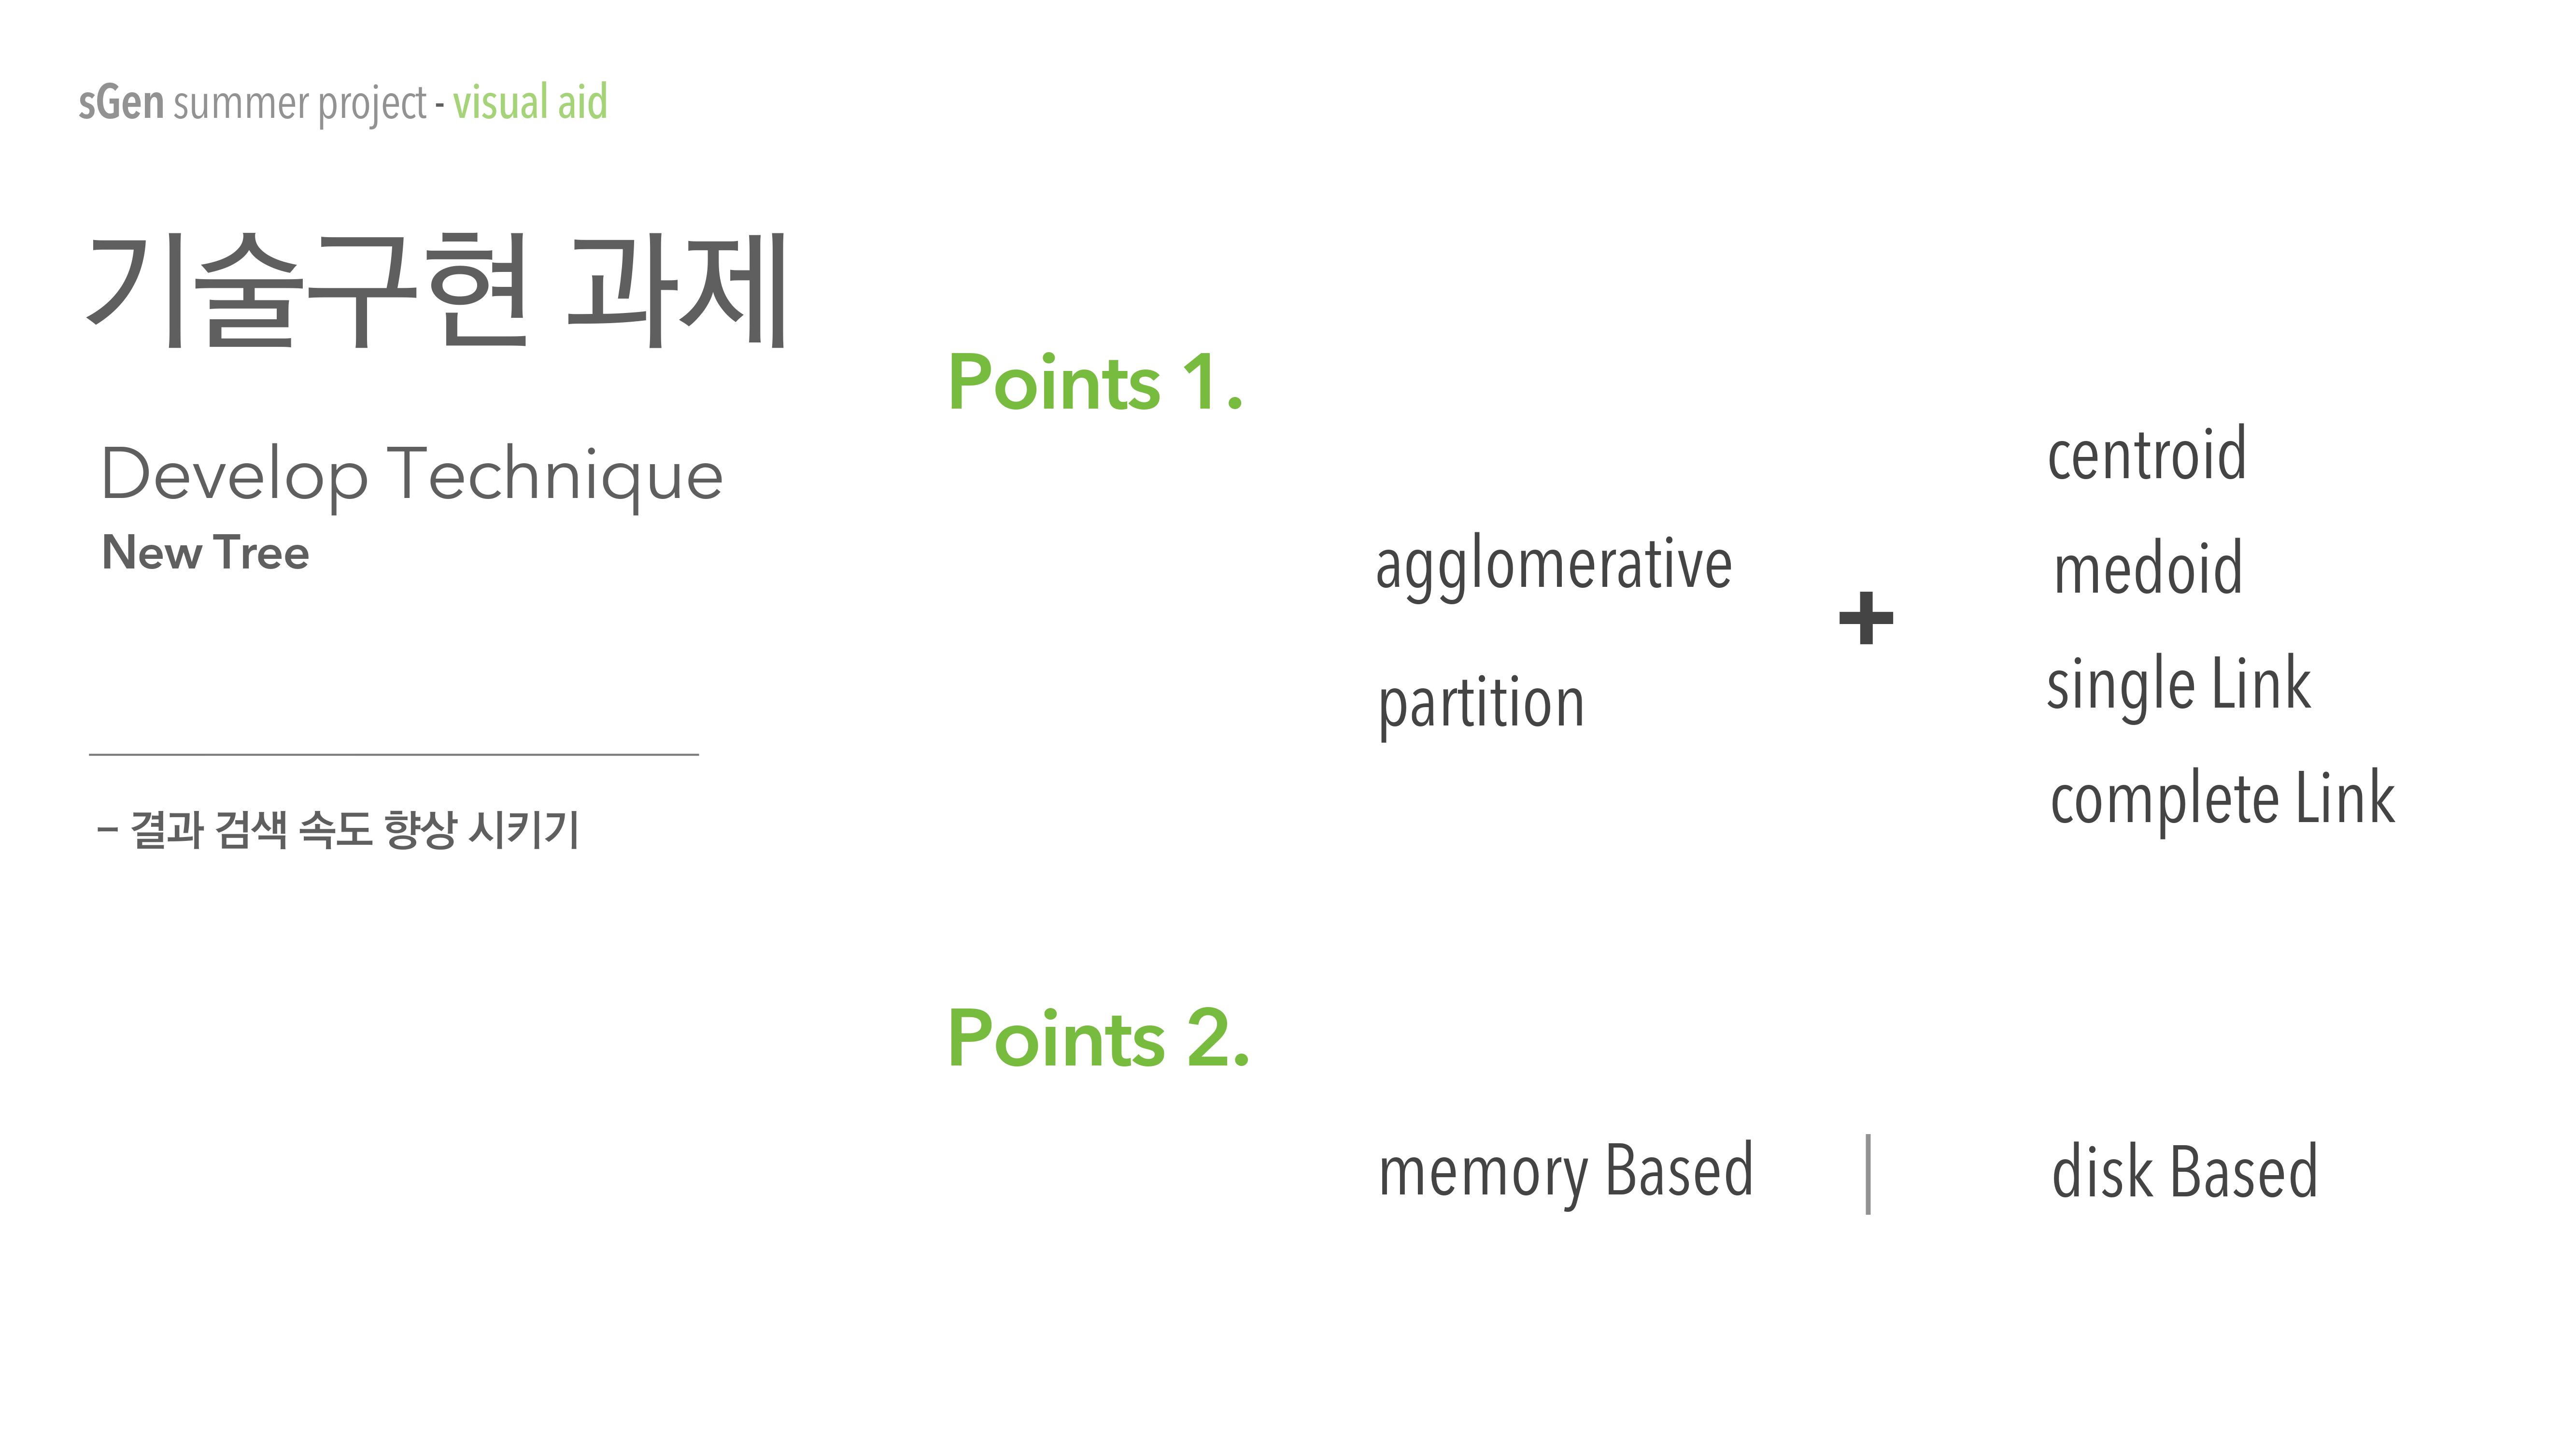 sGen summer project - visual aid
기술구현 과제
Develop Technique
New Tree
– 결과 검색 속도 향상 시키기
Points 1.
agglomerative
partition
+
centroid
medoid
single Link
complete Link
Points 2.
memory Based | disk Based